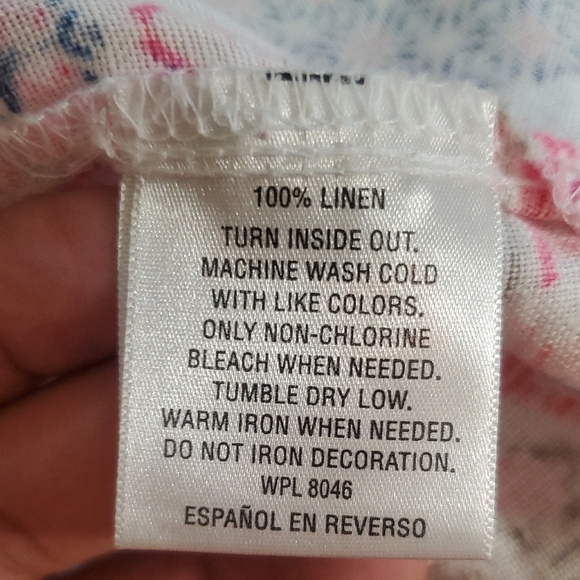 100% LINEN
TURN INSIDE OUT.
MACHINE WASH COLD
WITH LIKE COLORS.
ONLY NON-CHLORINE
BLEACH WHEN NEEDED.
TUMBLE DRY LOW.
WARM IRON WHEN NEEDED.
DO NOT IRON DECORATION.
WPL 8046
ESPAÑOL EN REVERSO